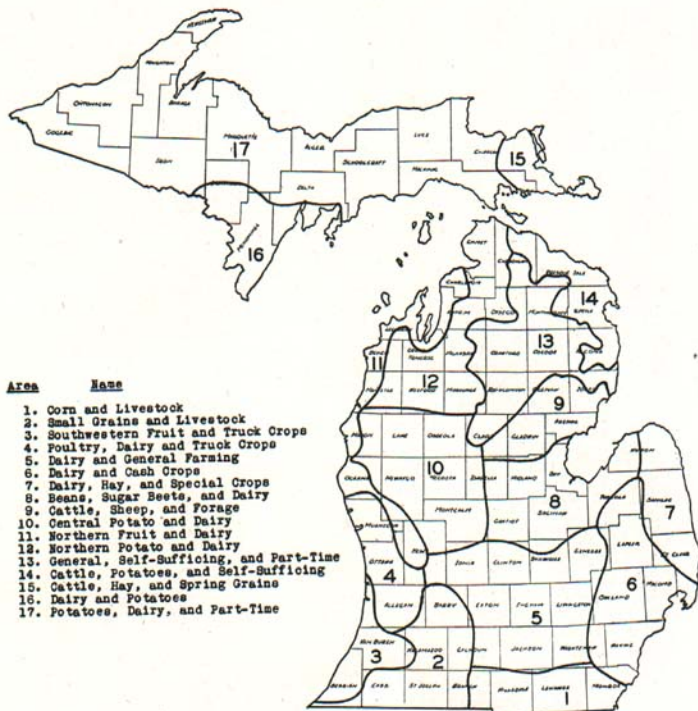 KEWEENAW
HOUGHTON
ONTONAGON
BARAGA
GOGEBIC
MARQUETTE
17
IRON
ALGER
LUCE
SCHOOLCRAFT
CHIPPEWA
15
MACKINAC
DELTA
MENOMINEE
16
EMMET
CHEBOYGAN
PRESQUE ISLE
CHARLEVOIX
ANTRIM
OTSEGO
MONTMORENCY
ALPENA
14
13
BENZIE
GRAND TRAVERSE
KALKASKA
CRAWFORD
OSCODA
ALCONA
11
12
MANISTEE
WEXFORD
MISSAUKEE
ROSCOMMON
OGEMAW
IOSCO
9
ARENAC
MASON
LAKE
OSCEOLA
CLARE
GLADWIN
HURON
10
OCEANA
NEWAYGO
MECOSTA
ISABELLA
MIDLAND
BAY
8
TUSCOLA
SANILAC
7
MONTCALM
GRATIOT
SAGINAW
MUSKEGON
KENT
IONIA
CLINTON
SHIAWASSEE
GENESEE
LAPEER
ST CLAIR
OTTAWA
4
6
OAKLAND
MACOMB
ALLEGAN
BARRY
EATON
INGHAM
LIVINGSTON
5
VAN BUREN
KALAMAZOO
CALHOUN
JACKSON
WASHTENAW
WAYNE
3
2
BERRIEN
CASS
ST JOSEPH
BRANCH
HILLSDALE
LENAWEE
MONROE
1
Area Name
1. Corn and Livestock
2. Small Grains and Livestock
3. Southwestern Fruit and Truck Crops
4. Poultry, Dairy and Truck Crops
5. Dairy and General Farming
6. Dairy and Cash Crops
7. Dairy, Hay, and Special Crops
8. Beans, Sugar Beets, and Dairy
9. Cattle, Sheep, and Forage
10. Central Potato and Dairy
11. Northern Fruit and Dairy
12. Northern Potato and Dairy
13. General, Self-Sufficing, and Part-Time
14. Cattle, Potatoes, and Self-Sufficing
15. Cattle, Hay, and Spring Grains
16. Dairy and Potatoes
17. Potatoes, Dairy, and Part-Time